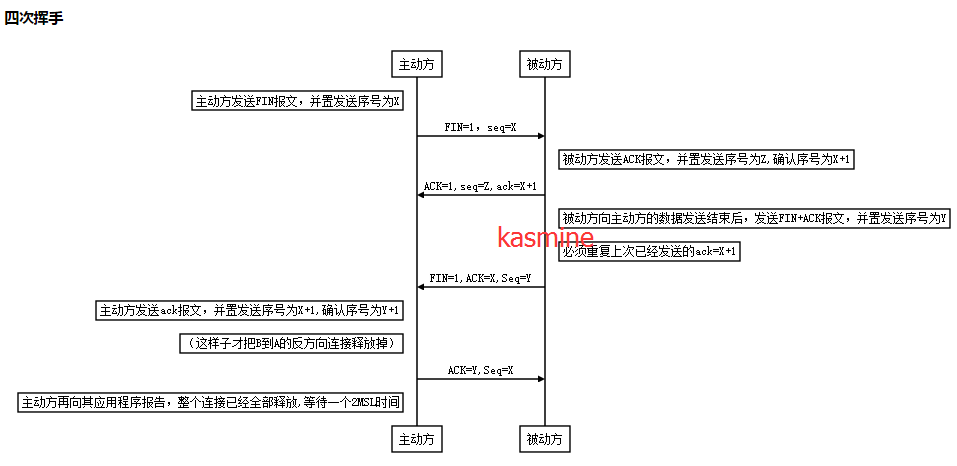 四次挥手
主动方
被动方
主动方发送FIN报文，并置发送序号为X
FIN=1，seq=X
被动方发送ACK报文，并置发送序号为Z,确认序号为X+1
ACK=1,seq=Z,ack=X+1
被动方向主动方的数据发送结束后，发送FIN+ACK报文，并置发送序号为Y
kasmine
必须重复上次已经发送的ack=X+1
FIN=1,ACK=X,Seq=Y
主动方发送ack报文，并置发送序号为X+1,确认序号为Y+1
（这样子才把B到A的反方向连接释放掉）
ACK=Y,Seq=X
主动方再向其应用程序报告，整个连接已经全部释放,等待一个2MSL时间
主动方
被动方